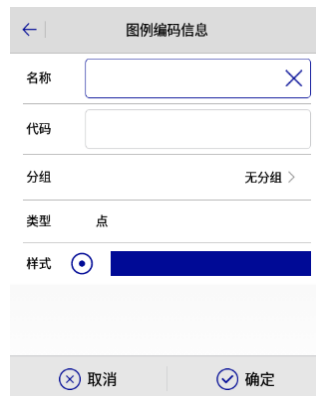 图例编码信息
名称
代码
分组 无分组
类型 点
样式
取消 确定